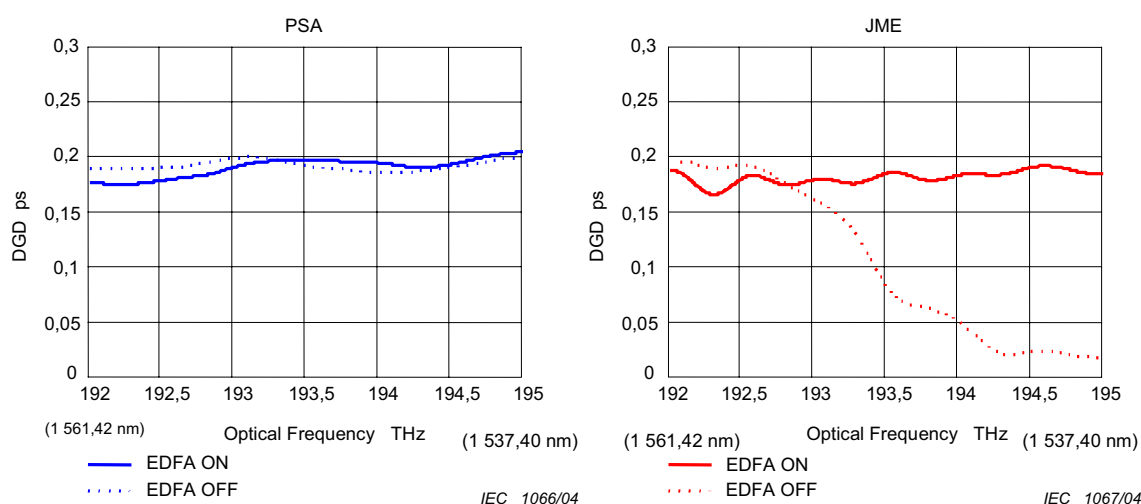 PSA
0,3
0,25
0,2
0,15
0,1
0,05
0
DGD ps
192 192,5 193 193,5 194 194,5 195
(1 561,42 nm) Optical Frequency THz (1 537,40 nm)
EDFA ON
EDFA OFF
IEC 1066/04
JME
0,3
0,25
0,2
0,15
0,1
0,05
0
DGD ps
192 192,5 193 193,5 194 194,5 195
(1 561,42 nm) Optical Frequency THz (1 537,40 nm)
EDFA ON
EDFA OFF
IEC 1067/04